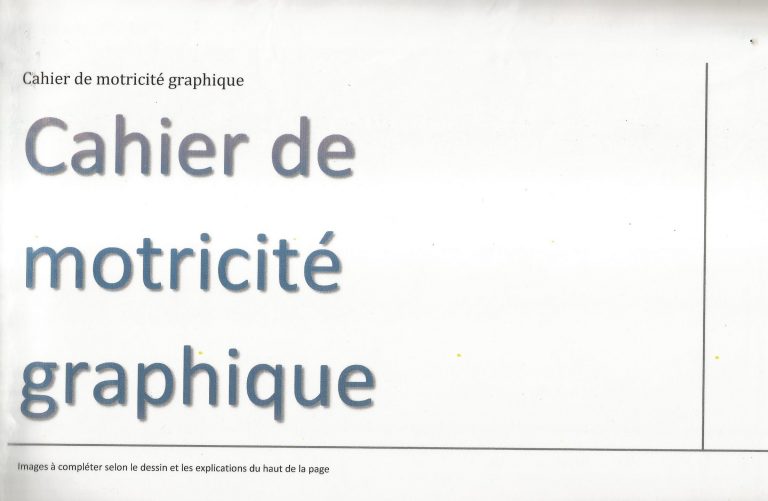 Cahier de motricité graphique
Cahier de
motricité
graphique
Images à compléter selon le dessin et les explications du haut de la page